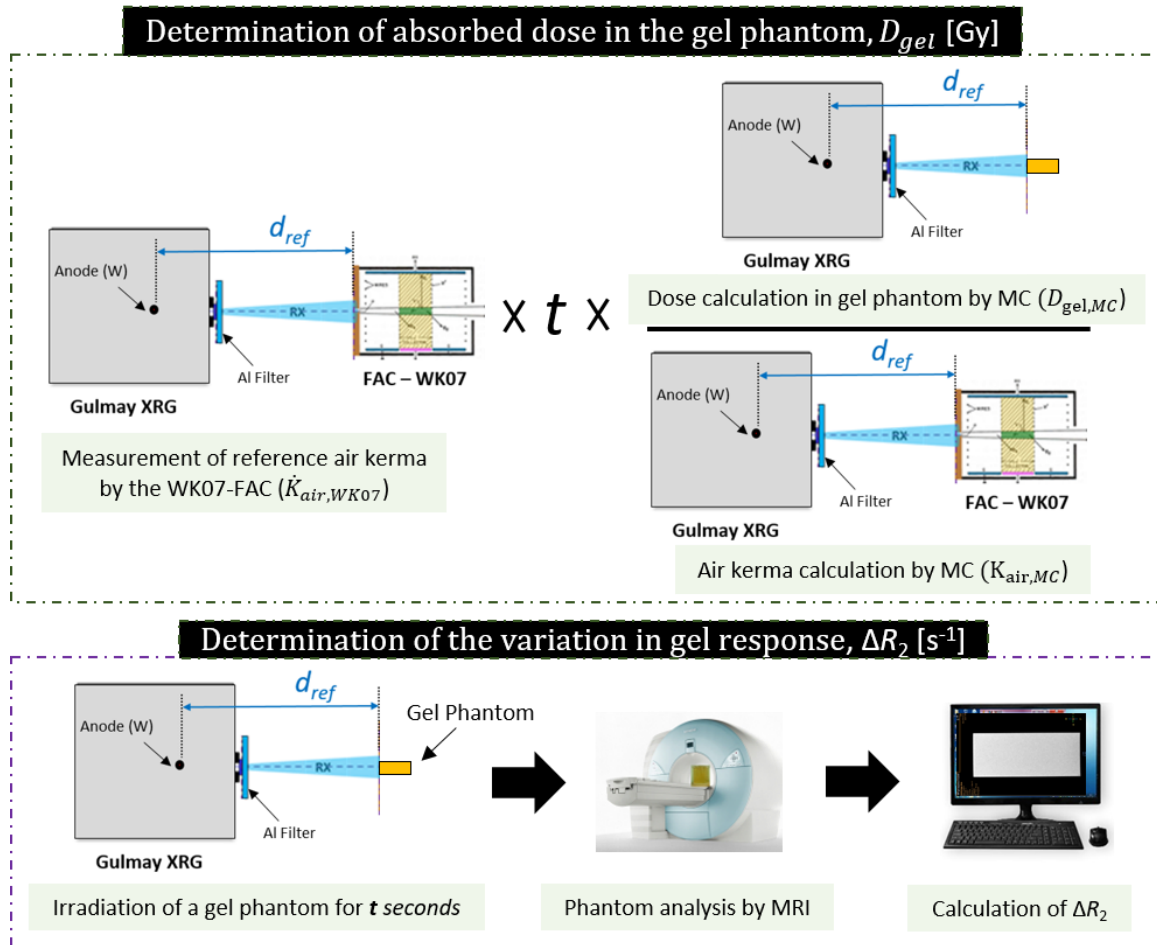 Determination of absorbed dose in the gel phantom, D_gel [Gy]
d_ref
Anode (W)
RX
Al Filter
Gulmay XRG
Dose calculation in gel phantom by MC (D_gel,MC)
d_ref
Anode (W)
RX
Al Filter
FAC – WK07
Gulmay XRG
Measurement of reference air kerma
by the WK07-FAC (K̇_air,WK07)
x t x
d_ref
Anode (W)
RX
Al Filter
FAC – WK07
Gulmay XRG
Air kerma calculation by MC (K_air,MC)
Determination of the variation in gel response, ΔR₂ [s⁻¹]
d_ref
Anode (W)
Gel Phantom
RX
Al Filter
Gulmay XRG
Irradiation of a gel phantom for t seconds
Phantom analysis by MRI
Calculation of ΔR₂